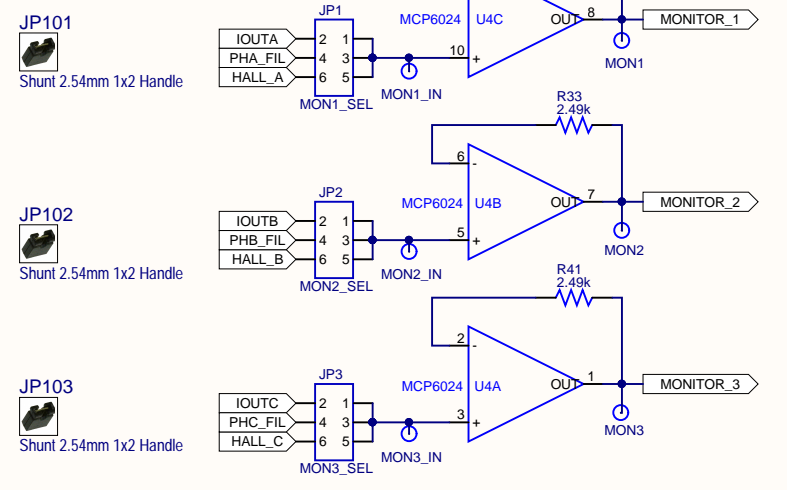 JP101
Shunt 2.54mm 1x2 Handle
JP1
IOUTA 2 1
PHA_FIL 4 3
HALL_A 6 5
MON1_SEL
MON1_IN
MCP6024 U4C
10 +
OUT 8
MONITOR_1
MON1
R33
2.49k
JP102
Shunt 2.54mm 1x2 Handle
JP2
IOUTB 2 1
PHB_FIL 4 3
HALL_B 6 5
MON2_SEL
MON2_IN
6 -
MCP6024 U4B
5 +
OUT 7
MONITOR_2
MON2
R41
2.49k
JP103
Shunt 2.54mm 1x2 Handle
JP3
IOUTC 2 1
PHC_FIL 4 3
HALL_C 6 5
MON3_SEL
MON3_IN
2 -
MCP6024 U4A
3 +
OUT 1
MONITOR_3
MON3